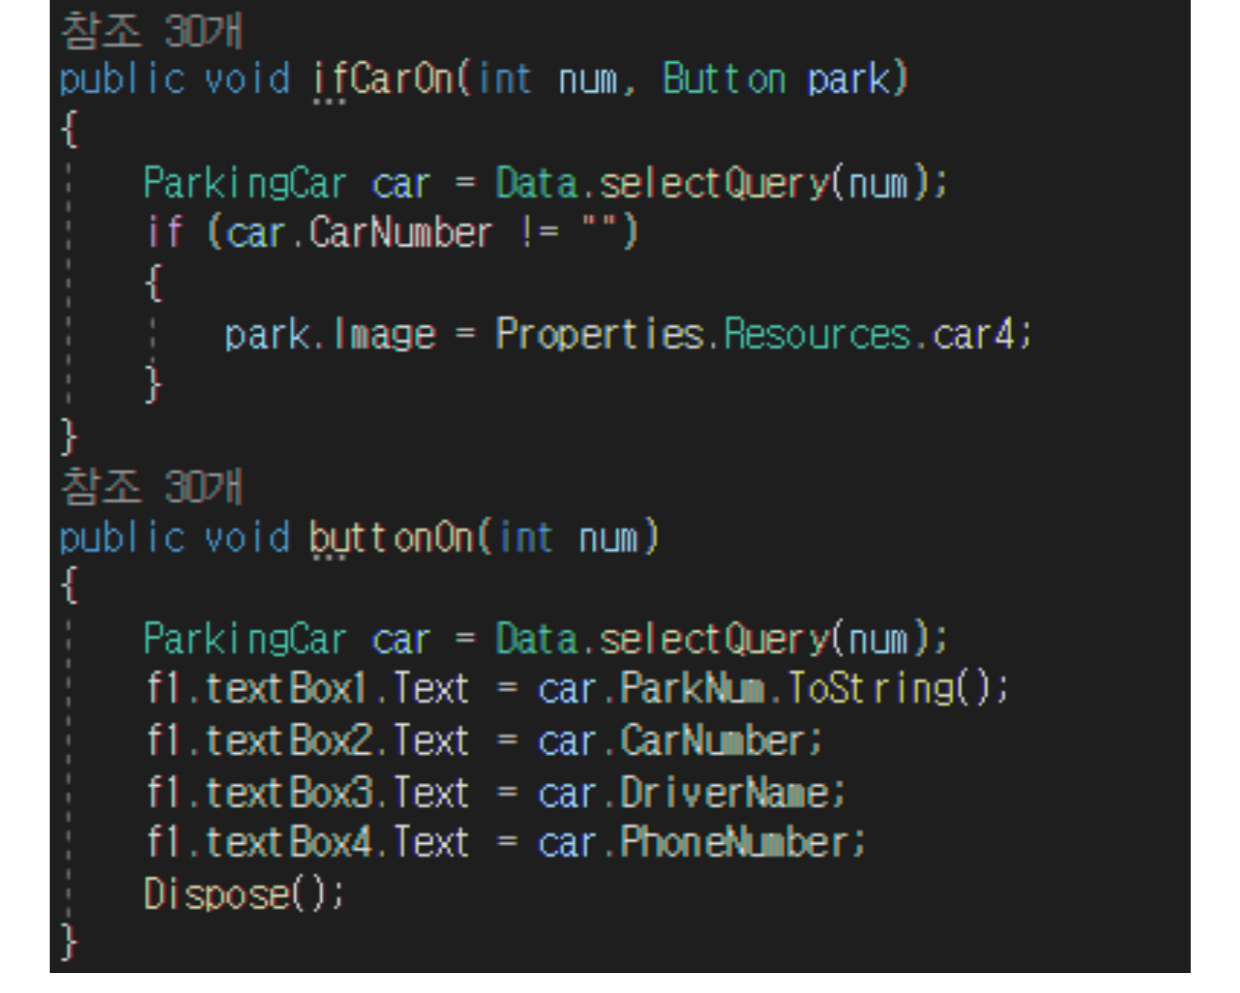 참조 30개
public void ifCarOn(int num, Button park)
{
ParkingCar car = Data.selectQuery(num);
if (car.CarNumber != "")
{
park.Image = Properties.Resources.car4;
}
}
참조 30개
public void buttonOn(int num)
{
ParkingCar car = Data.selectQuery(num);
f1.textBox1.Text = car.ParkNum.ToString();
f1.textBox2.Text = car.CarNumber;
f1.textBox3.Text = car.DriverName;
f1.textBox4.Text = car.PhoneNumber;
Dispose();
}